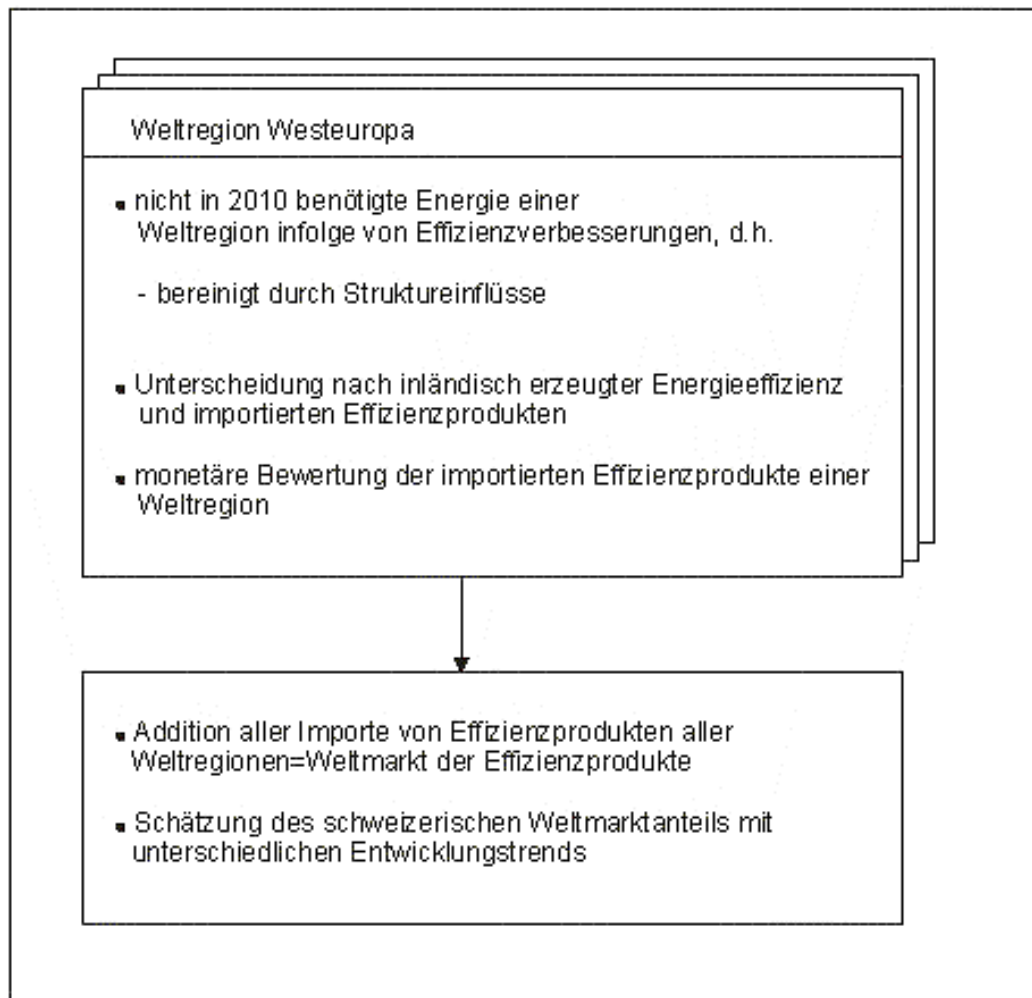 Weltregion Westeuropa
▪ nicht in 2010 benötigte Energie einer
Weltregion infolge von Effizienzverbesserungen, d.h.
- bereinigt durch Struktureinflüsse
▪ Unterscheidung nach inländisch erzeugter Energieeffizienz
und importierten Effizienzprodukten
▪ monetäre Bewertung der importierten Effizienzprodukte einer
Weltregion
▪ Addition aller Importe von Effizienzprodukten aller
Weltregionen=Weltmarkt der Effizienzprodukte
▪ Schätzung des schweizerischen Weltmarktanteils mit
unterschiedlichen Entwicklungstrends